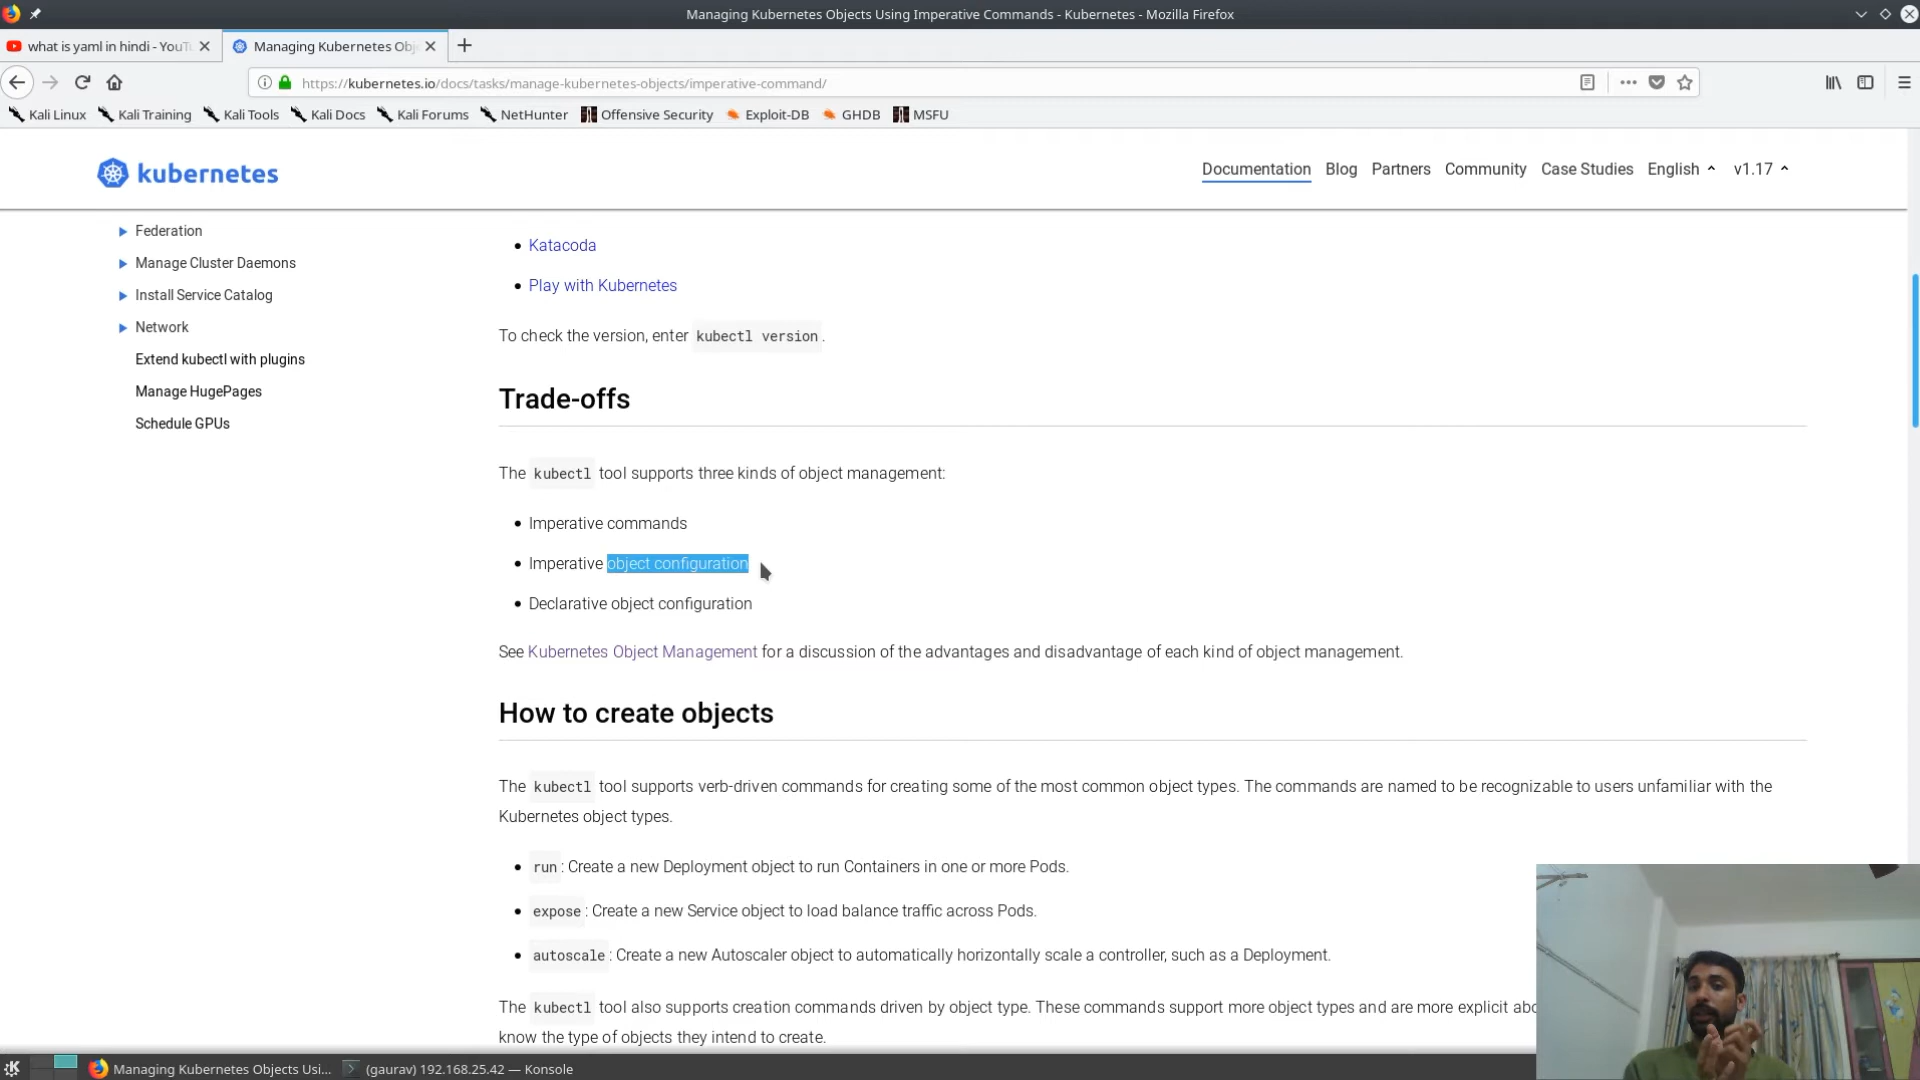 Managing Kubernetes Objects Using Imperative Commands - Kubernetes - Mozilla Firefox
what is yaml in hindi - YouTu
Managing Kubernetes Obj
https://kubernetes.io/docs/tasks/manage-kubernetes-objects/imperative-command/
Kali Linux Kali Training Kali Tools Kali Docs Kali Forums NetHunter Offensive Security Exploit-DB GHDB MSFU
kubernetes
Documentation Blog Partners Community Case Studies English v1.17
Federation
Manage Cluster Daemons
Install Service Catalog
Network
Extend kubectl with plugins
Manage HugePages
Schedule GPUs
• Katacoda
• Play with Kubernetes
To check the version, enter kubectl version.
Trade-offs
The kubectl tool supports three kinds of object management:
• Imperative commands
• Imperative object configuration
• Declarative object configuration
See Kubernetes Object Management for a discussion of the advantages and disadvantage of each kind of object management.
How to create objects
The kubectl tool supports verb-driven commands for creating some of the most common object types. The commands are named to be recognizable to users unfamiliar with the
Kubernetes object types.
• run: Create a new Deployment object to run Containers in one or more Pods.
• expose: Create a new Service object to load balance traffic across Pods.
• autoscale: Create a new Autoscaler object to automatically horizontally scale a controller, such as a Deployment.
The kubectl tool also supports creation commands driven by object type. These commands support more object types and are more explicit abo
know the type of objects they intend to create.
Managing Kubernetes Objects Usi...
(gaurav) 192.168.25.42 — Konsole